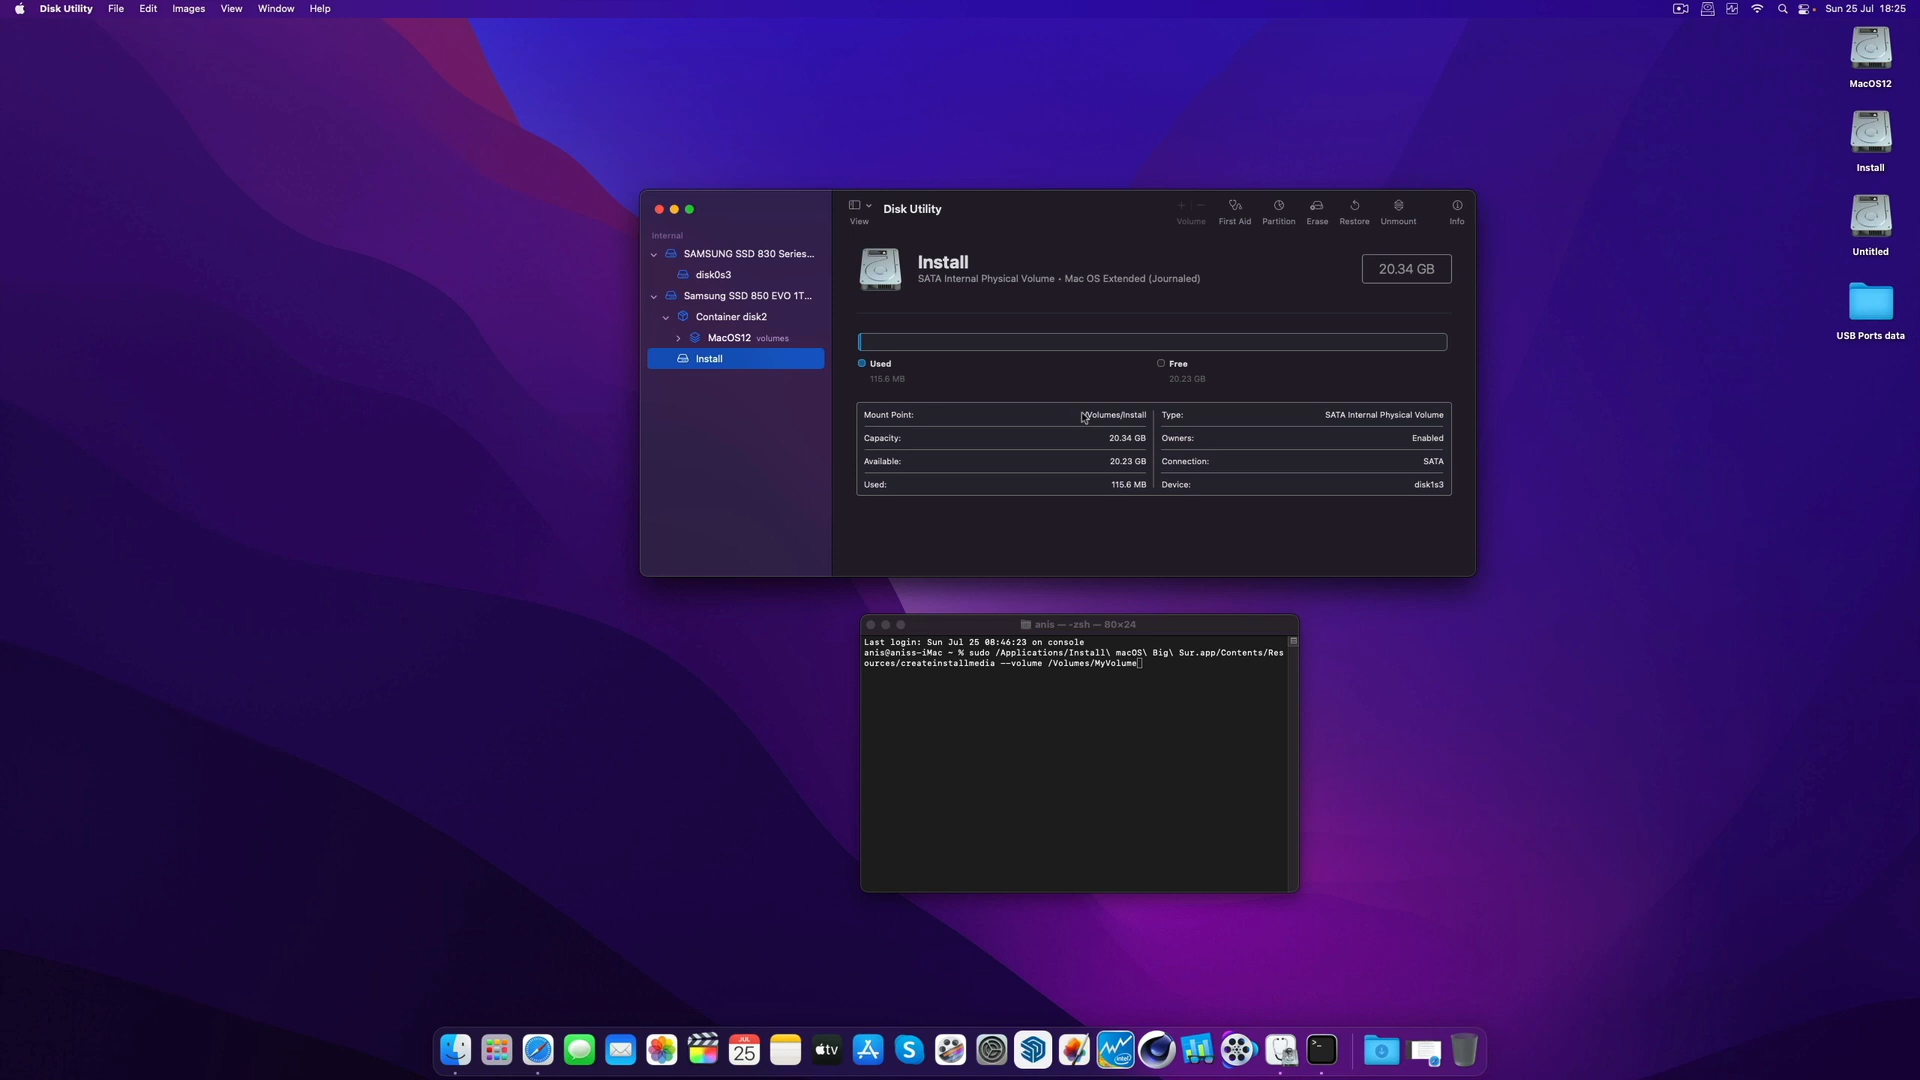 Disk Utility File Edit Images View Window Help
Sun 25 Jul 18:25
MacOS12
Install
Untitled
USB Ports data
View
Disk Utility
Volume
First Aid
Partition
Erase
Restore
Unmount
Info
Internal
SAMSUNG SSD 830 Series...
disk0s3
Samsung SSD 850 EVO 1T...
Container disk2
MacOS12 volumes
Install
Install
SATA Internal Physical Volume • Mac OS Extended (Journaled)
20.34 GB
Used
115.6 MB
Free
20.23 GB
Mount Point: /Volumes/Install
Capacity: 20.34 GB
Available: 20.23 GB
Used: 115.6 MB
Type: SATA Internal Physical Volume
Owners: Enabled
Connection: SATA
Device: disk1s3
anis — -zsh — 80×24
Last login: Sun Jul 25 08:46:23 on console
anis@aniss-iMac ~ % sudo /Applications/Install\ macOS\ Big\ Sur.app/Contents/Res
ources/createinstallmedia --volume /Volumes/MyVolume
JUL
25
tv
intel
>_